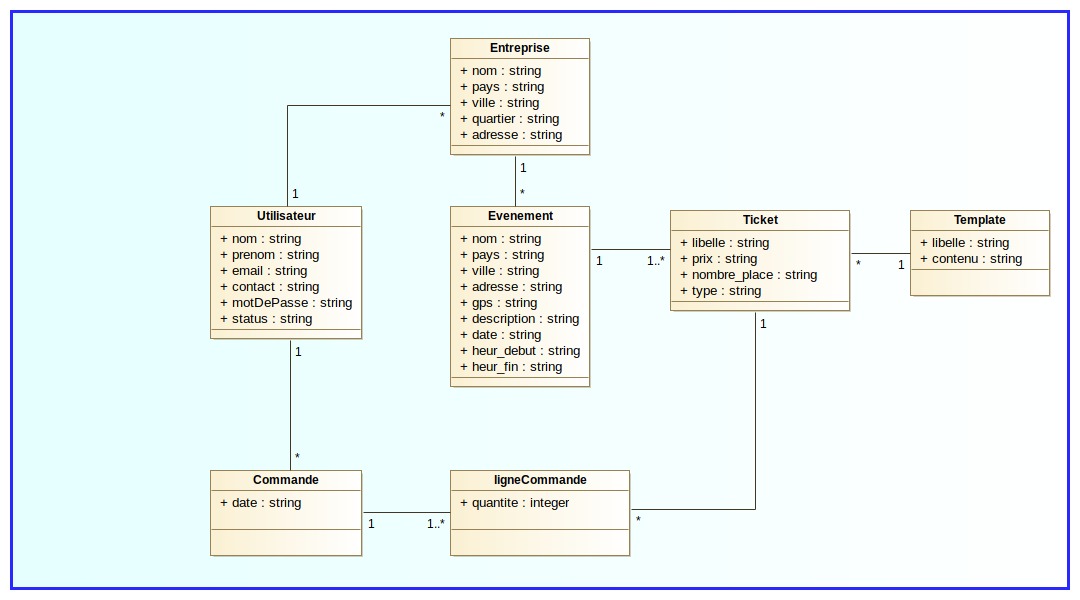 Entreprise
+ nom : string
+ pays : string
+ ville : string
+ quartier : string
+ adresse : string
*
1
1
*
Utilisateur
+ nom : string
+ prenom : string
+ email : string
+ contact : string
+ motDePasse : string
+ status : string
Evenement
+ nom : string
+ pays : string
+ ville : string
+ adresse : string
+ gps : string
+ description : string
+ date : string
+ heur_debut : string
+ heur_fin : string
1
1..*
Ticket
+ libelle : string
+ prix : string
+ nombre_place : string
+ type : string
*
1
Template
+ libelle : string
+ contenu : string
1
1
*
Commande
+ date : string
1
1..*
ligneCommande
+ quantite : integer
*